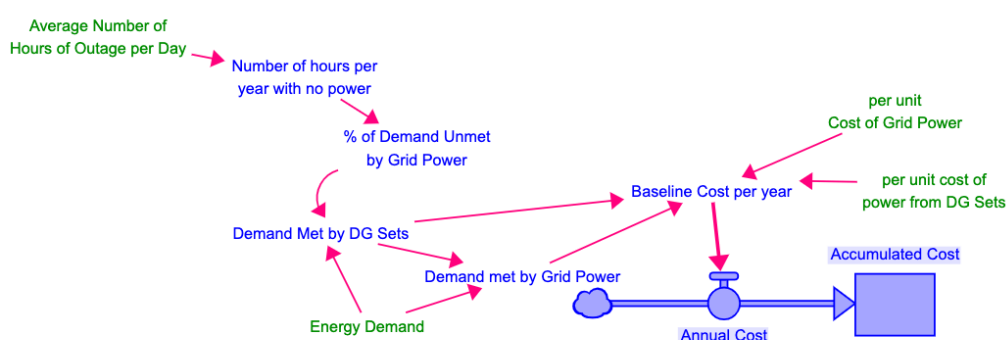 Average Number of
Hours of Outage per Day
Number of hours per
year with no power
per unit
Cost of Grid Power
% of Demand Unmet
by Grid Power
Baseline Cost per year
per unit cost of
power from DG Sets
Demand Met by DG Sets
Accumulated Cost
Demand met by Grid Power
Energy Demand
Annual Cost